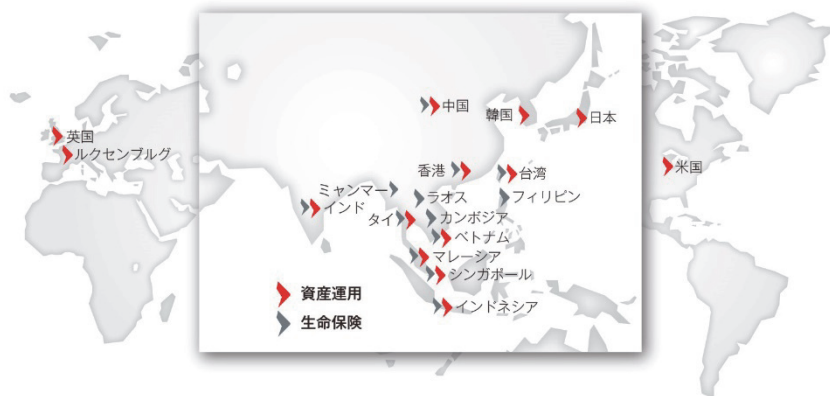 中国
韓国
日本
英国
ルクセンブルグ
香港
台湾
米国
ミャンマー
ラオス
フィリピン
インド
タイ
カンボジア
ベトナム
マレーシア
シンガポール
資産運用
インドネシア
生命保険